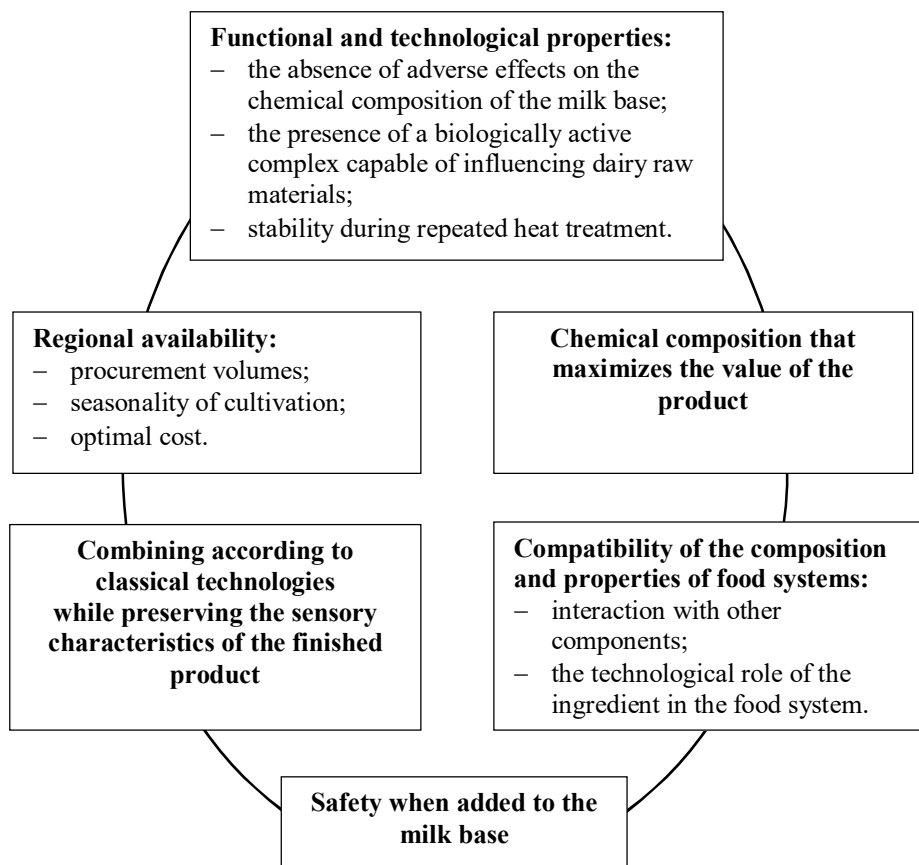 Functional and technological properties:
– the absence of adverse effects on the
chemical composition of the milk base;
– the presence of a biologically active
complex capable of influencing dairy raw
materials;
– stability during repeated heat treatment.
Regional availability:
– procurement volumes;
– seasonality of cultivation;
– optimal cost.
Chemical composition that
maximizes the value of the
product
Combining according to
classical technologies
while preserving the sensory
characteristics of the finished
product
Compatibility of the composition
and properties of food systems:
– interaction with other
components;
– the technological role of the
ingredient in the food system.
Safety when added to the
milk base